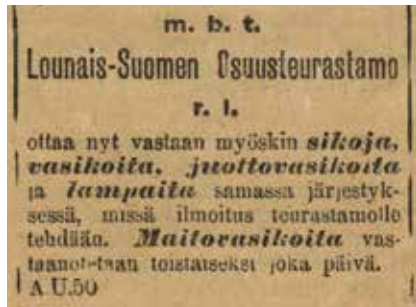 m. b. t.
Lounais-Suomen Osuusteurastamo
r. l.
ottaa nyt vastaan myöskin sikoja,
vasikoita, juottovasikoita
ja lampaita samassa järjestyk-
sessä, missä ilmoitus teurastamolle
tehdään. Maitovasikoita vas-
taanotetaan toistaiseksi joka päivä.
A U.50